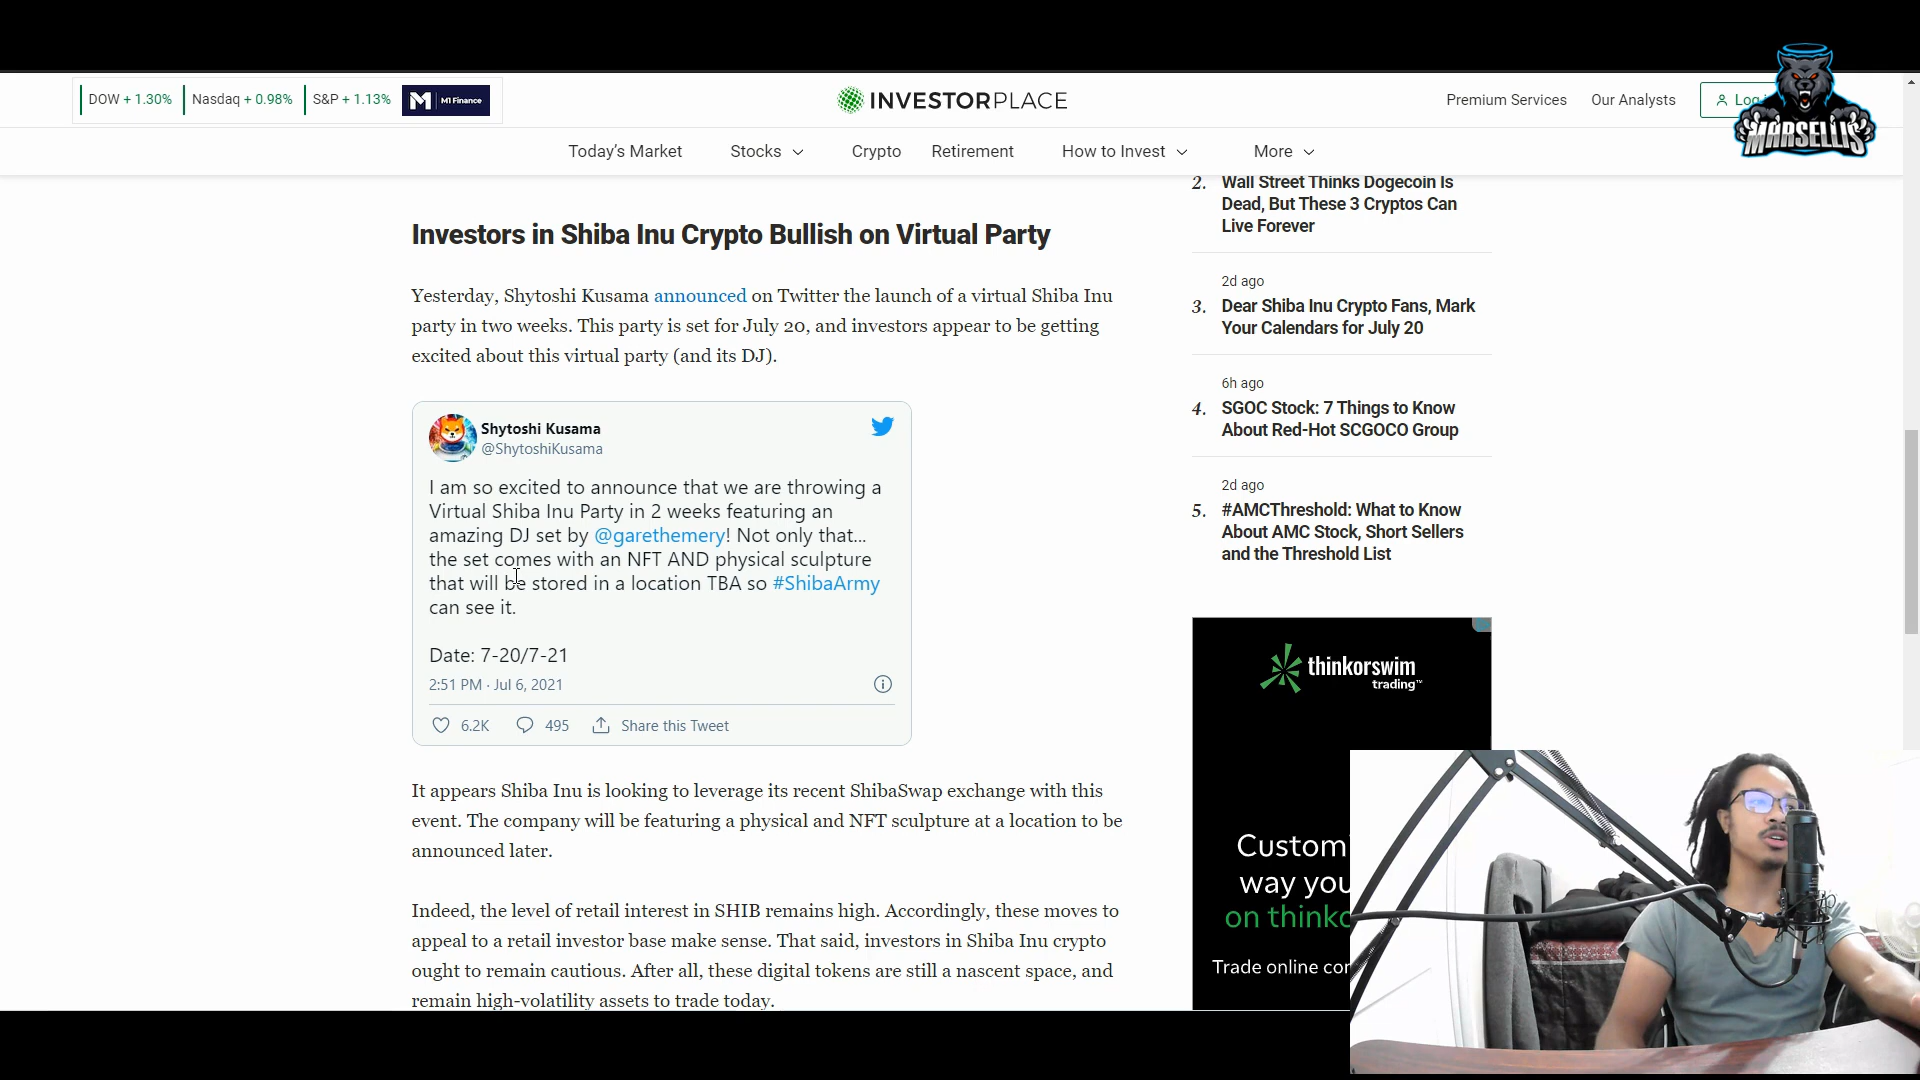 DOW + 1.30% Nasdaq + 0.98% S&P + 1.13% M1 Finance
INVESTORPLACE
Premium Services Our Analysts
MARSELLIS
Today's Market Stocks Crypto Retirement How to Invest More
Investors in Shiba Inu Crypto Bullish on Virtual Party
Yesterday, Shytoshi Kusama announced on Twitter the launch of a virtual Shiba Inu
party in two weeks. This party is set for July 20, and investors appear to be getting
excited about this virtual party (and its DJ).
Shytoshi Kusama
@ShytoshiKusama
I am so excited to announce that we are throwing a
Virtual Shiba Inu Party in 2 weeks featuring an
amazing DJ set by @garethemery! Not only that...
the set comes with an NFT AND physical sculpture
that will be stored in a location TBA so #ShibaArmy
can see it.
Date: 7-20/7-21
2:51 PM · Jul 6, 2021
6.2K 495 Share this Tweet
It appears Shiba Inu is looking to leverage its recent ShibaSwap exchange with this
event. The company will be featuring a physical and NFT sculpture at a location to be
announced later.
Indeed, the level of retail interest in SHIB remains high. Accordingly, these moves to
appeal to a retail investor base make sense. That said, investors in Shiba Inu crypto
ought to remain cautious. After all, these digital tokens are still a nascent space, and
remain high-volatility assets to trade today.
2. Wall Street Thinks Dogecoin Is
Dead, But These 3 Cryptos Can
Live Forever
2d ago
3. Dear Shiba Inu Crypto Fans, Mark
Your Calendars for July 20
6h ago
4. SGOC Stock: 7 Things to Know
About Red-Hot SCGOCO Group
2d ago
5. #AMCThreshold: What to Know
About AMC Stock, Short Sellers
and the Threshold List
thinkorswim
trading™
way you
on
Trade online